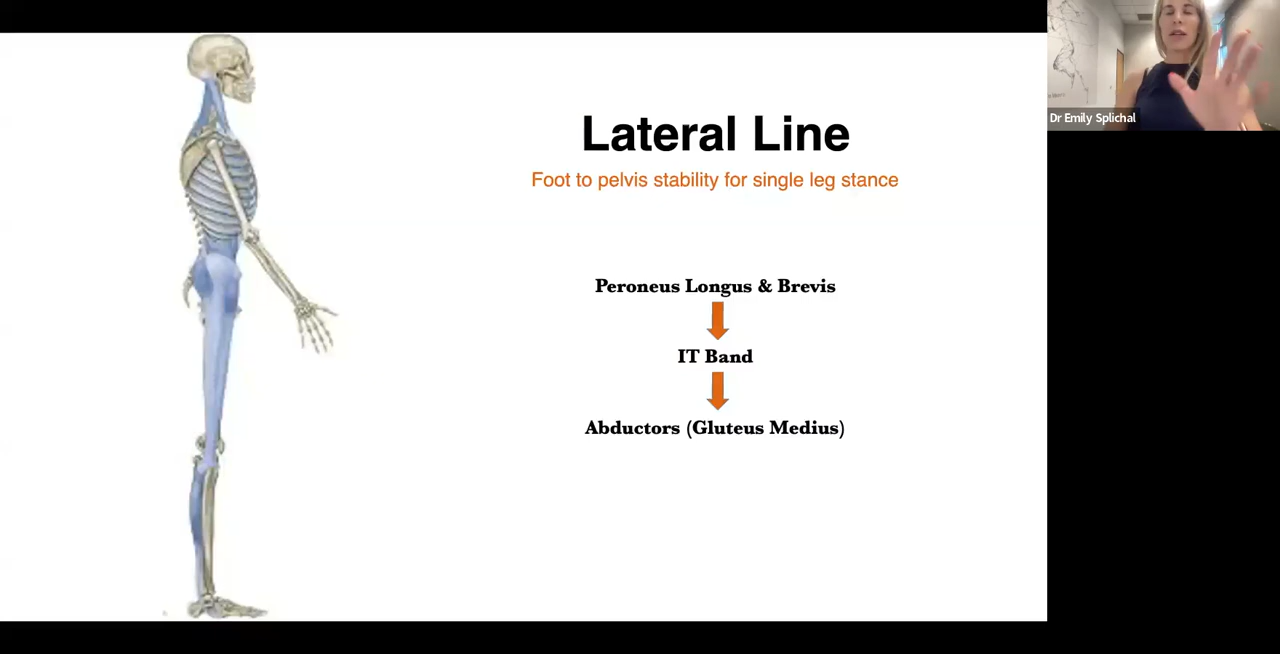 Lateral Line
Foot to pelvis stability for single leg stance
Peroneus Longus & Brevis
IT Band
Abductors (Gluteus Medius)
Dr Emily Splichal